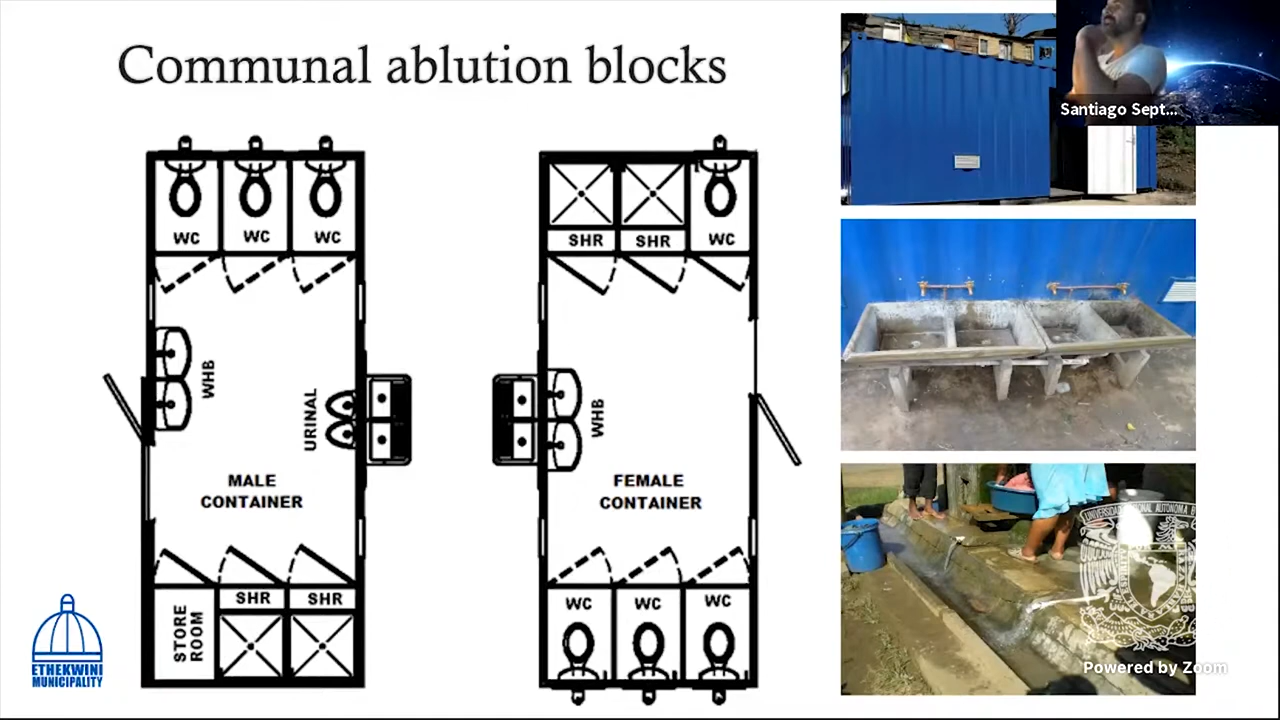 Communal ablution blocks
Santiago Sept...
WC
WC
WC
WHB
URINAL
MALE
CONTAINER
STORE
ROOM
SHR
SHR
SHR
SHR
WC
WHB
FEMALE
CONTAINER
WC
WC
WC
ETHEKWINI
MUNICIPALITY
Powered by Zoom